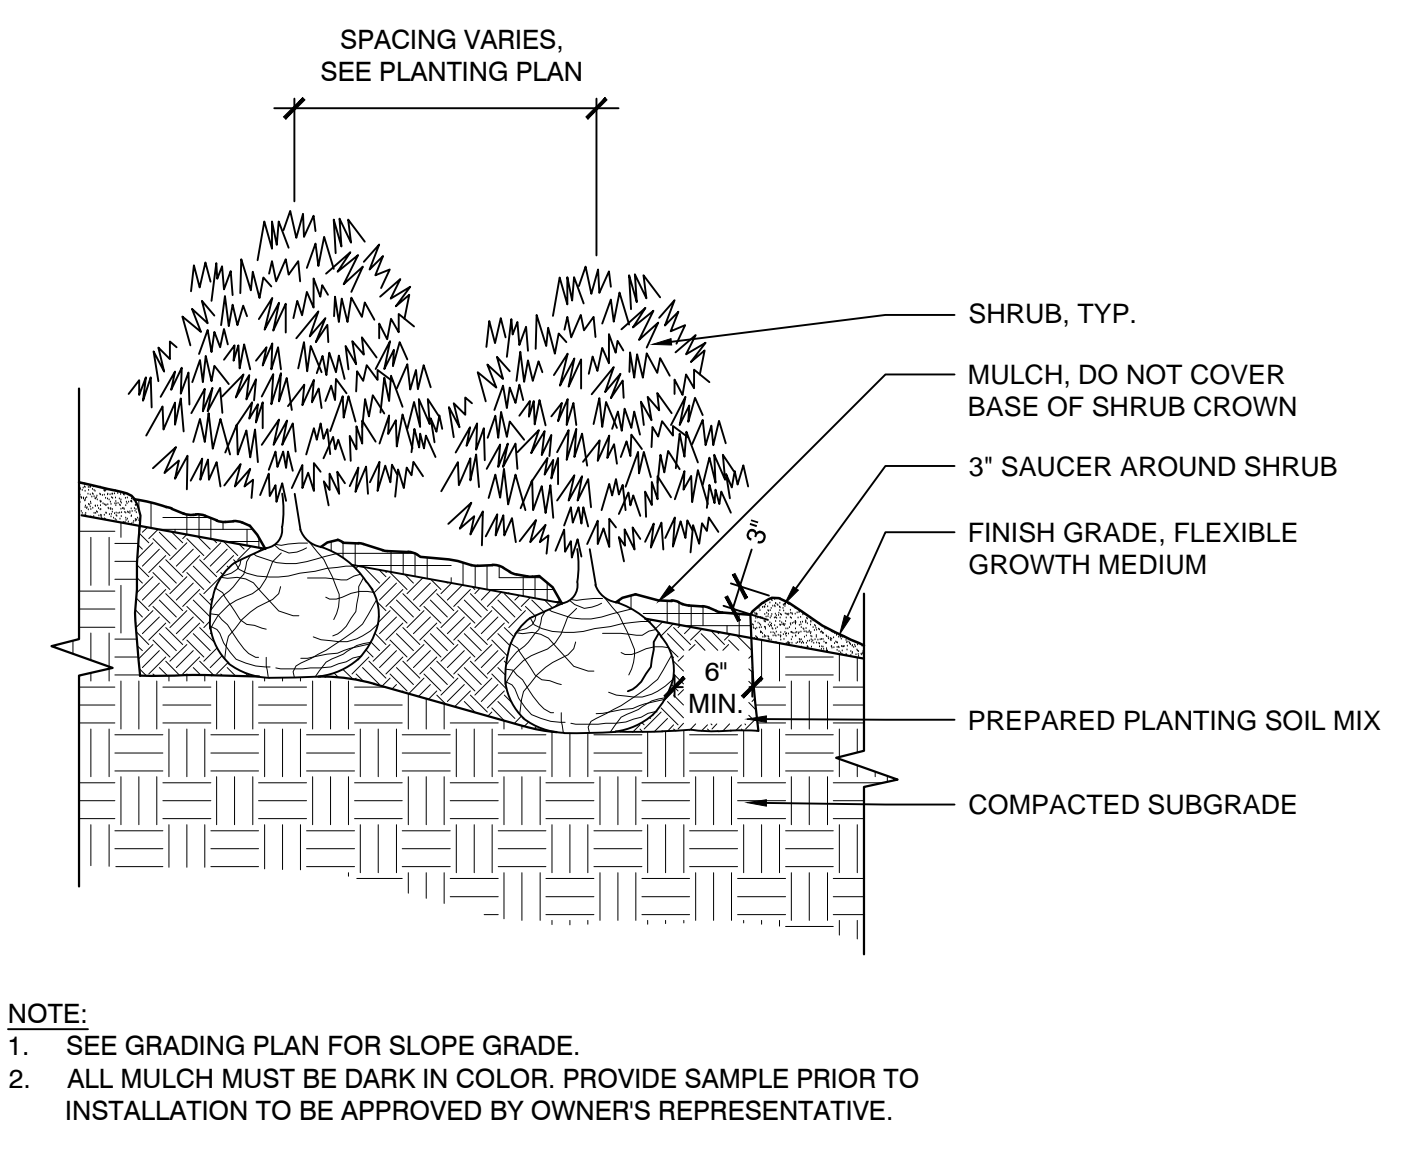 SPACING VARIES,
SEE PLANTING PLAN
SHRUB, TYP.
MULCH, DO NOT COVER
BASE OF SHRUB CROWN
3" SAUCER AROUND SHRUB
3"
FINISH GRADE, FLEXIBLE
GROWTH MEDIUM
6"
MIN.
PREPARED PLANTING SOIL MIX
COMPACTED SUBGRADE
NOTE:
1. SEE GRADING PLAN FOR SLOPE GRADE.
2. ALL MULCH MUST BE DARK IN COLOR. PROVIDE SAMPLE PRIOR TO
INSTALLATION TO BE APPROVED BY OWNER'S REPRESENTATIVE.